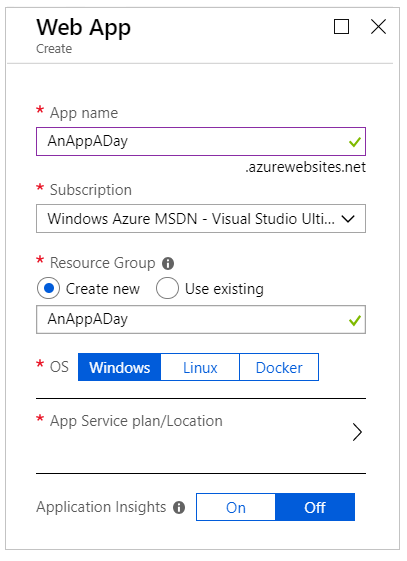 Web App
Create
* App name
AnAppADay
.azurewebsites.net
* Subscription
Windows Azure MSDN - Visual Studio Ulti...
* Resource Group
Create new Use existing
AnAppADay
* OS Windows Linux Docker
* App Service plan/Location
Application Insights On Off